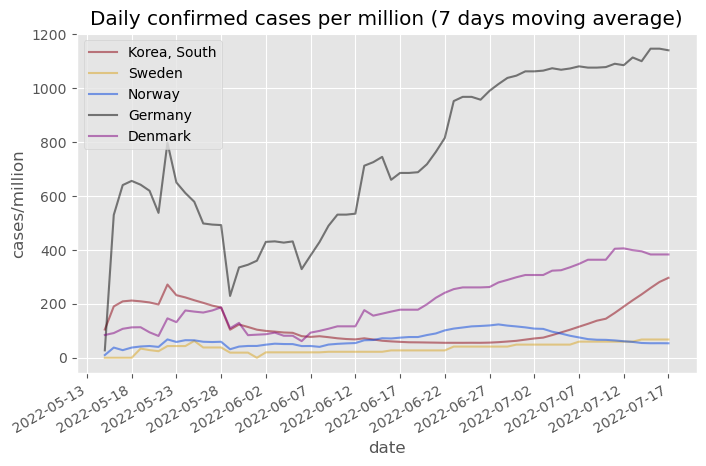 Daily confirmed cases per million (7 days moving average)
1200
1000
800
600
400
200
0
cases/million
Korea, South
Sweden
Norway
Germany
Denmark
2022-05-13
2022-05-18
2022-05-23
2022-05-28
2022-06-02
2022-06-07
2022-06-12
2022-06-17
2022-06-22
2022-06-27
2022-07-02
2022-07-07
2022-07-12
2022-07-17
date